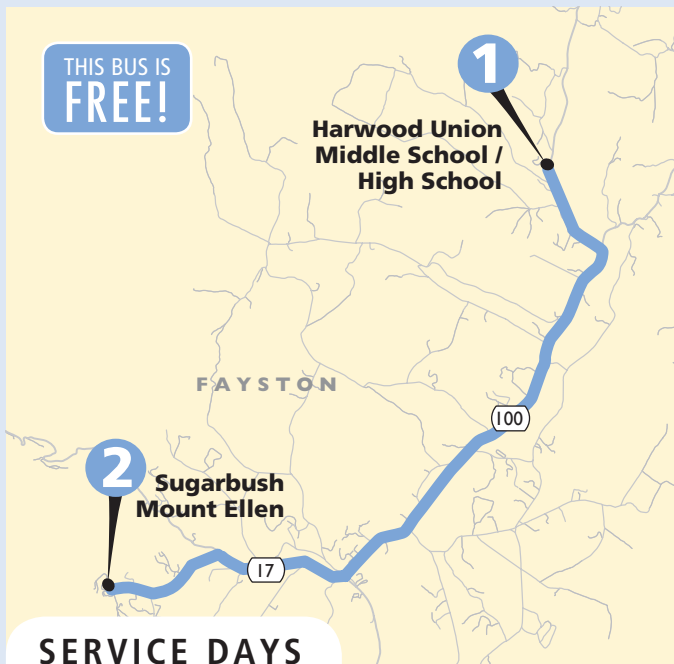 THIS BUS IS
FREE!
1
Harwood Union
Middle School /
High School
FAYSTON
100
2
Sugarbush
Mount Ellen
17
SERVICE DAYS